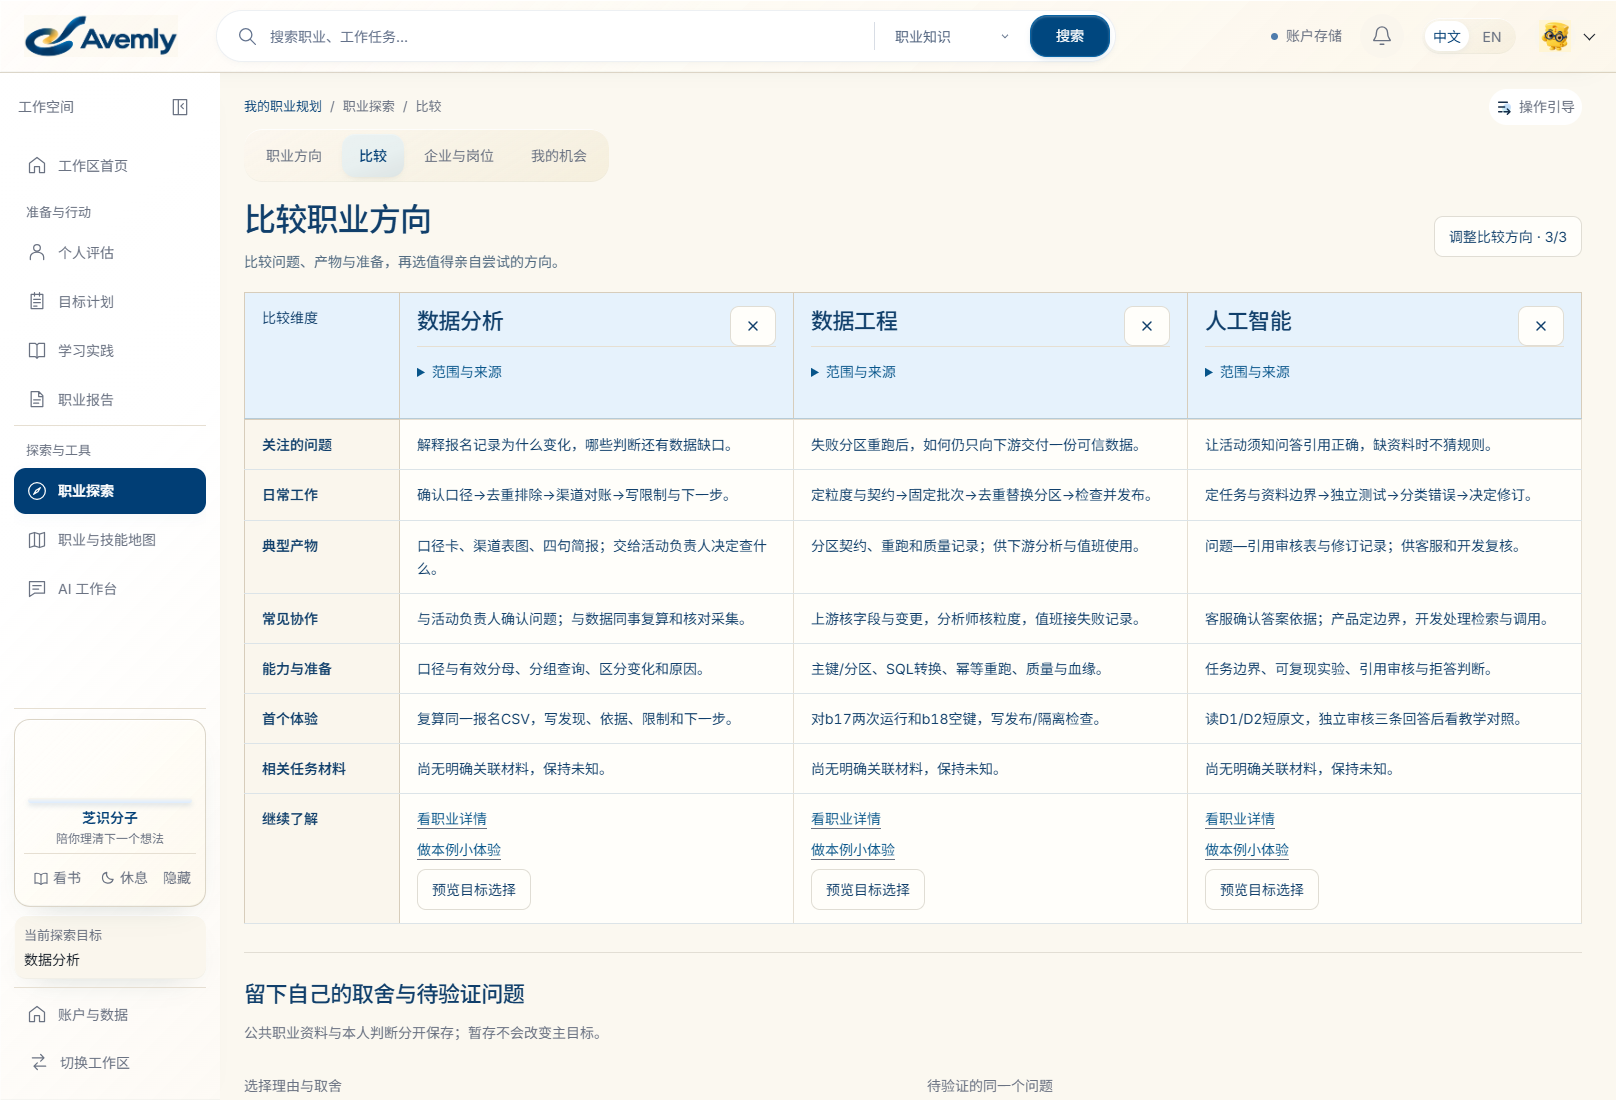 Avemly
搜索职业、工作任务...
职业知识
搜索
账户存储
中文
EN
工作空间
工作区首页
准备与行动
个人评估
目标计划
学习实践
职业报告
探索与工具
职业探索
职业与技能地图
AI 工作台
芝识分子
陪你理清下一个想法
看书
休息
隐藏
当前探索目标
数据分析
账户与数据
切换工作区
我的职业规划 / 职业探索 / 比较
操作引导
职业方向
比较
企业与岗位
我的机会
比较职业方向
比较问题、产物与准备，再选值得亲自尝试的方向。
调整比较方向 · 3/3
比较维度
数据分析
×
范围与来源
数据工程
×
范围与来源
人工智能
×
范围与来源
关注的问题
解释报名记录为什么变化，哪些判断还有数据缺口。
失败分区重跑后，如何仍只向下游交付一份可信数据。
让活动须知问答引用正确，缺资料时不猜规则。
日常工作
确认口径→去重排除→渠道对账→写限制与下一步。
定粒度与契约→固定批次→去重替换分区→检查并发布。
定任务与资料边界→独立测试→分类错误→决定修订。
典型产物
口径卡、渠道表图、四句简报；交给活动负责人决定查什
么。
分区契约、重跑和质量记录；供下游分析与值班使用。
问题—引用审核表与修订记录；供客服和开发复核。
常见协作
与活动负责人确认问题；与数据同事复算和核对采集。
上游核字段与变更，分析师核粒度，值班接失败记录。
客服确认答案依据；产品定边界，开发处理检索与调用。
能力与准备
口径与有效分母、分组查询、区分变化和原因。
主键/分区、SQL转换、幂等重跑、质量与血缘。
任务边界、可复现实验、引用审核与拒答判断。
首个体验
复算同一报名CSV，写发现、依据、限制和下一步。
对b17两次运行和b18空键，写发布/隔离检查。
读D1/D2短原文，独立审核三条回答后看教学对照。
相关任务材料
尚无明确关联材料，保持未知。
尚无明确关联材料，保持未知。
尚无明确关联材料，保持未知。
继续了解
看职业详情
做本例小体验
预览目标选择
看职业详情
做本例小体验
预览目标选择
看职业详情
做本例小体验
预览目标选择
留下自己的取舍与待验证问题
公共职业资料与本人判断分开保存；暂存不会改变主目标。
选择理由与取舍
待验证的同一个问题